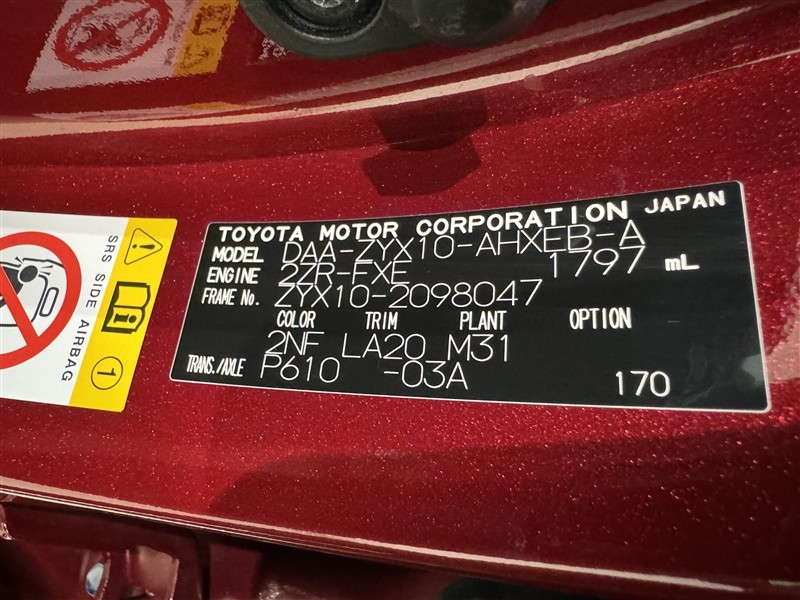 TOYOTA MOTOR CORPORATION JAPAN
MODEL DAA-ZYX10-AHXEB-A
ENGINE 2ZR-FXE 1797 mL
FRAME No. ZYX10-2098047
COLOR TRIM PLANT OPTION
2NF LA20 M31
TRANS./AXLE P610 -03A
170
SRS SIDE AIRBAG
1